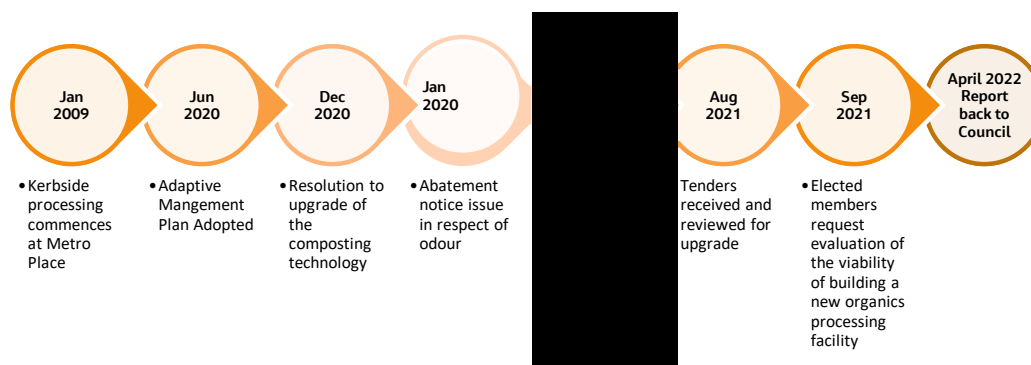 Jan
2009
Jun
2020
Dec
2020
Jan
2020
Aug
2021
Sep
2021
April 2022
Report
back to
Council
•Kerbside
processing
commences
at Metro
Place
•Adaptive
Mangement
Plan Adopted
•Resolution to
upgrade of
the
composting
technology
•Abatement
notice issue
in respect of
odour
Tenders
received and
reviewed for
upgrade
•Elected
members
request
evaluation of
the viability
of building a
new organics
processing
facility